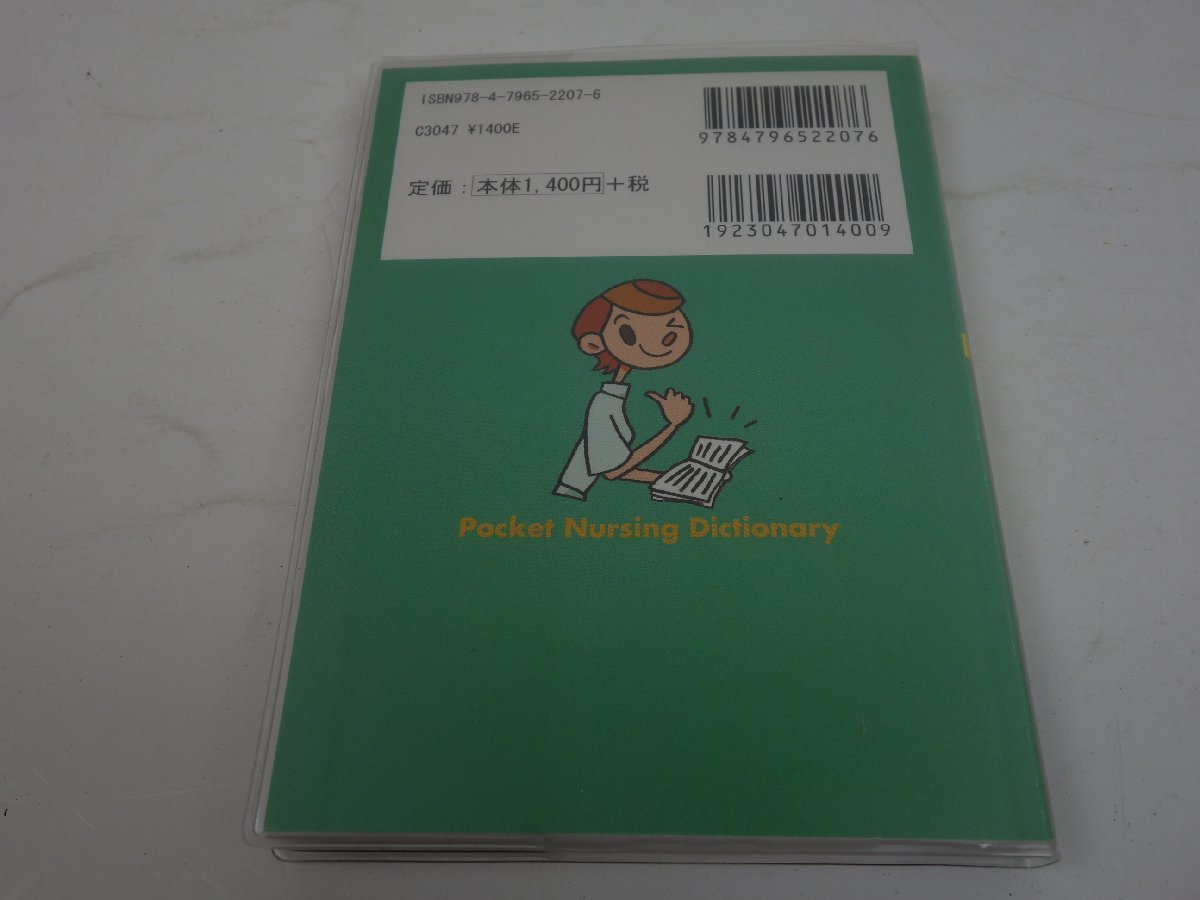 ISBN978-4-7965-2207-6
C3047 ¥1400E
定価：本体1,400円+税
9784796522076
1923047014009
Pocket Nursing Dictionary